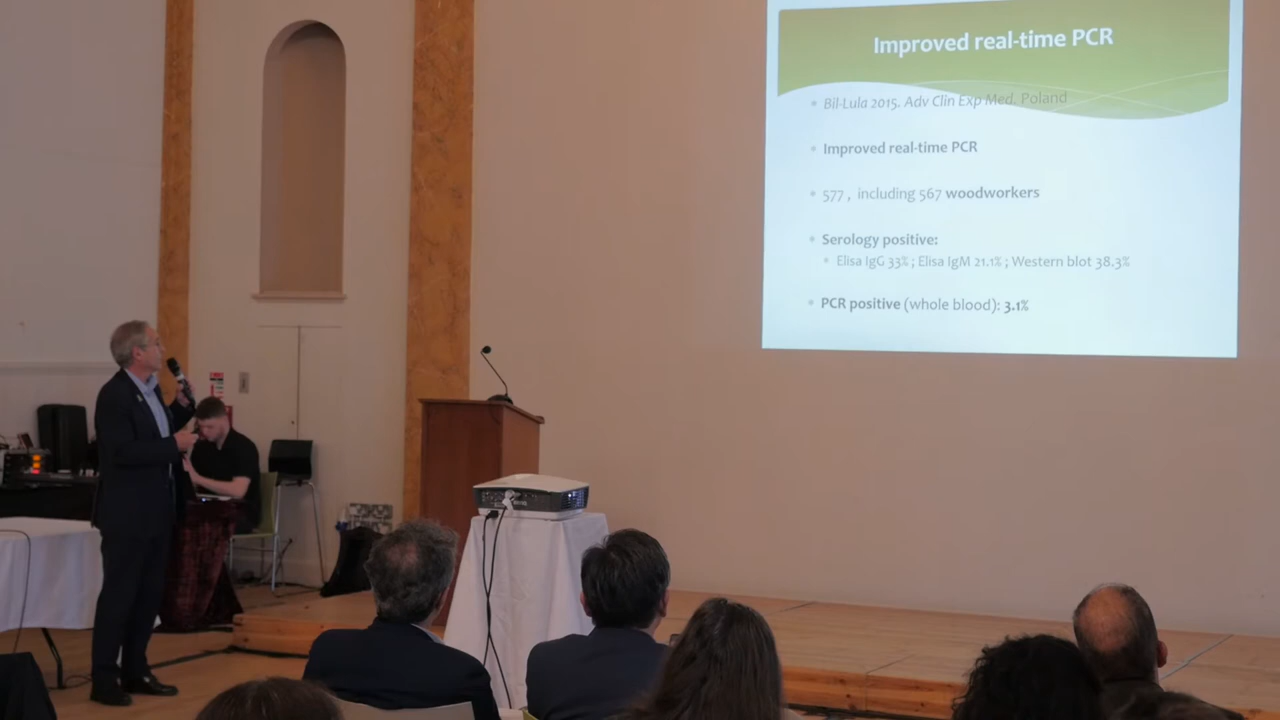 Improved real-time PCR
Bil-Lula 2015. Adv Clin Exp Med. Poland
Improved real-time PCR
577 , including 567 woodworkers
Serology positive:
Elisa IgG 33% ; Elisa IgM 21.1% ; Western blot 38.3%
PCR positive (whole blood): 3.1%